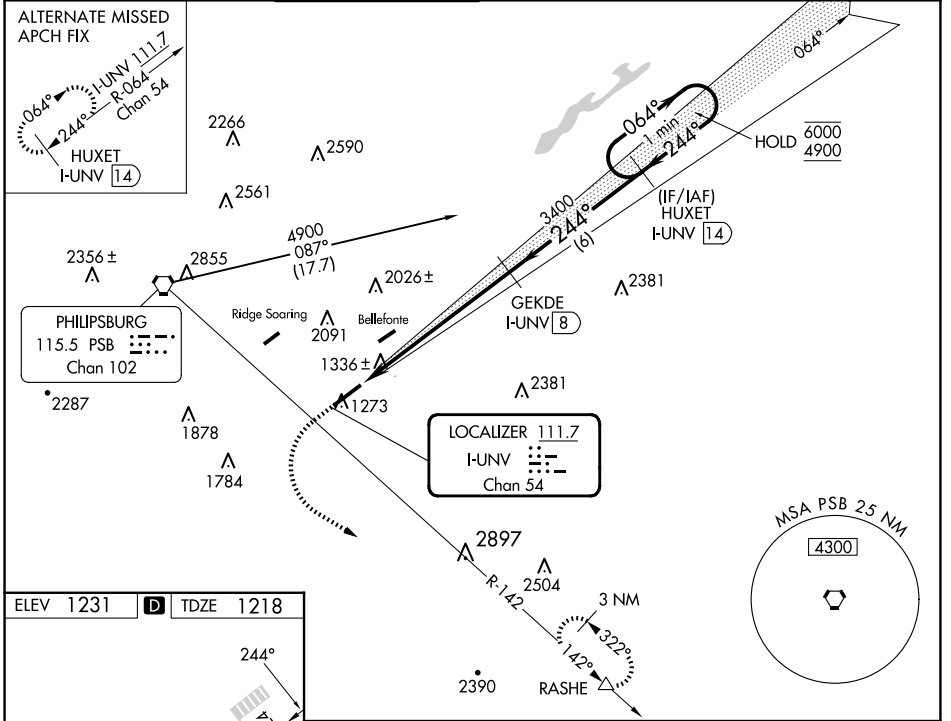 ALTERNATE MISSED
APCH FIX
I-UNV 111.7
R-064
Chan 54
064°
244°
HUXET
I-UNV 14
2266
2590
2561
2356 ±
2855
4900
087°
(17.7)
2026 ±
PHILIPSBURG
115.5 PSB
Chan 102
Ridge Soaring
2091
Bellefonte
1336 ±
2287
1878
1784
1273
064°
064°
1 min
244°
HOLD
6000
4900
(IF/IAF)
HUXET
I-UNV 14
3400
244°
(6)
GEKDE
I-UNV 8
2381
2381
LOCALIZER 111.7
I-UNV
Chan 54
2897
2504
R-142
3 NM
322°
142°
RASHE
2390
MSA PSB 25 NM
4300
ELEV 1231 D TDZE 1218
244°